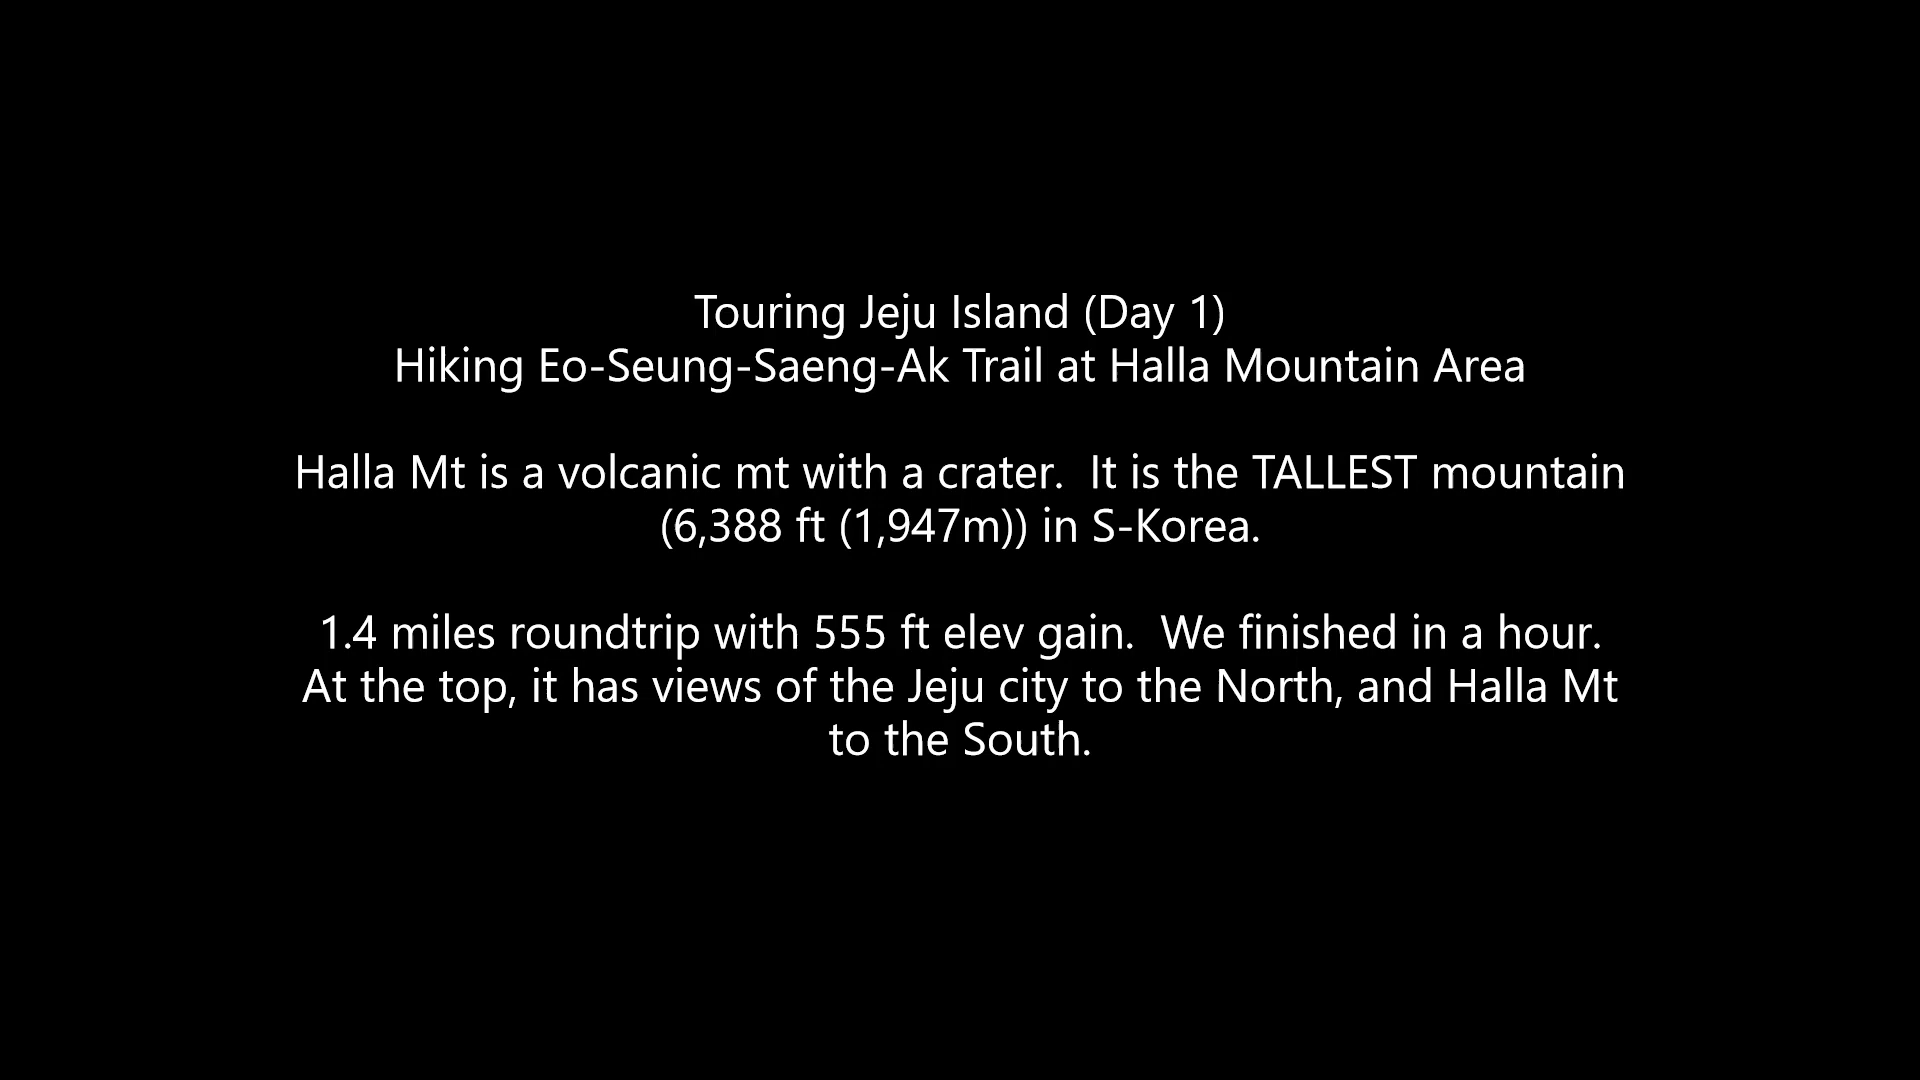 Touring Jeju Island (Day 1)
Hiking Eo-Seung-Saeng-Ak Trail at Halla Mountain Area
Halla Mt is a volcanic mt with a crater.  It is the TALLEST mountain
(6,388 ft (1,947m)) in S-Korea.
1.4 miles roundtrip with 555 ft elev gain.  We finished in a hour.
At the top, it has views of the Jeju city to the North, and Halla Mt
to the South.